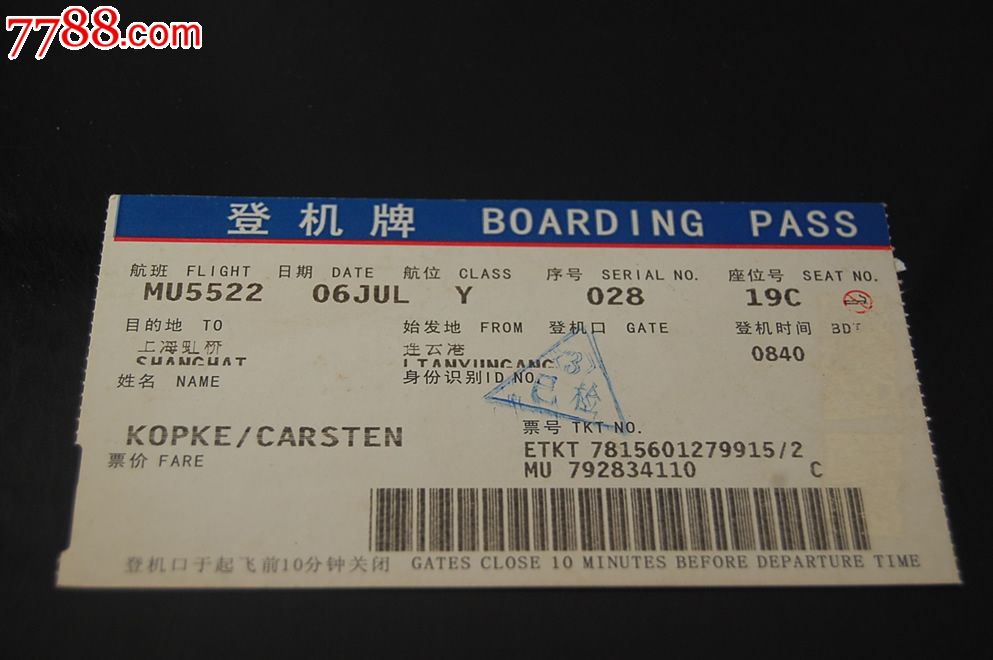 7788.com
登机牌 BOARDING PASS
航班 FLIGHT 日期 DATE 航位 CLASS 序号 SERIAL NO. 座位号 SEAT NO.
MU5522 06JUL Y 028 19C
目的地 TO 始发地 FROM 登机口 GATE 登机时间 BDT
上海虹桥 连云港 0840
SHANGHAI LIANYUNGANG
姓名 NAME 身份识别ID NO.
(3)
已检
KOPKE/CARSTEN
票号 TKT NO.
ETKT 7815601279915/2
票价 FARE
MU 792834110 C
登机口于起飞前10分钟关闭 GATES CLOSE 10 MINUTES BEFORE DEPARTURE TIME